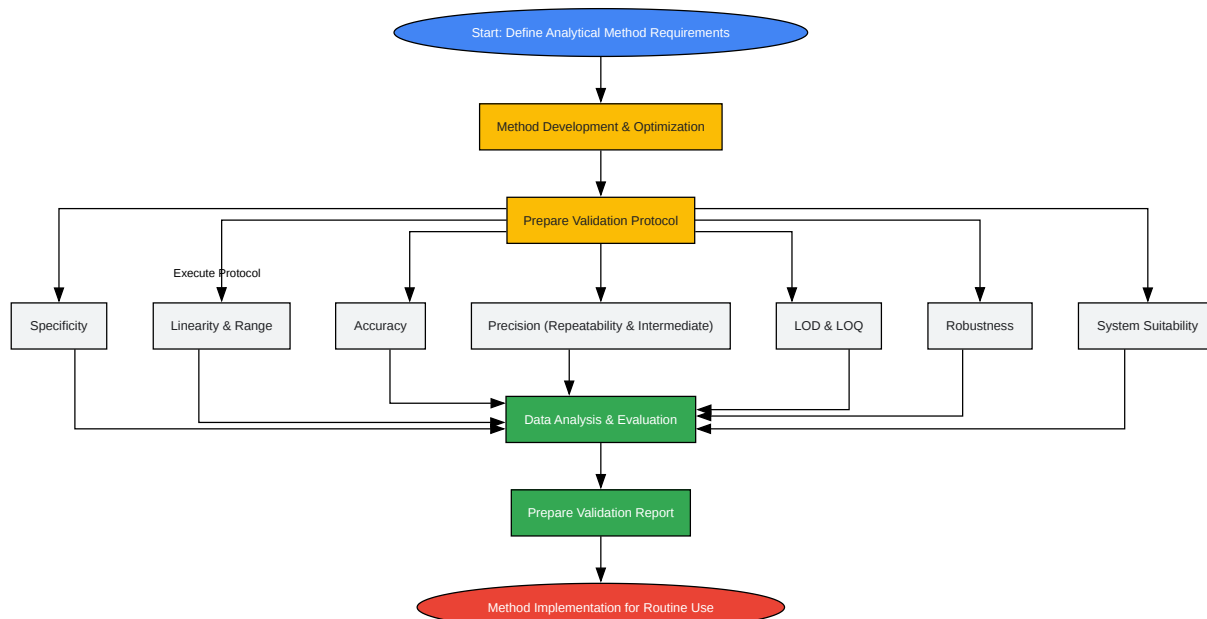 Start: Define Analytical Method Requirements
Method Development & Optimization
Prepare Validation Protocol
Execute Protocol
Specificity
Linearity & Range
Accuracy
Precision (Repeatability & Intermediate)
LOD & LOQ
Robustness
System Suitability
Data Analysis & Evaluation
Prepare Validation Report
Method Implementation for Routine Use